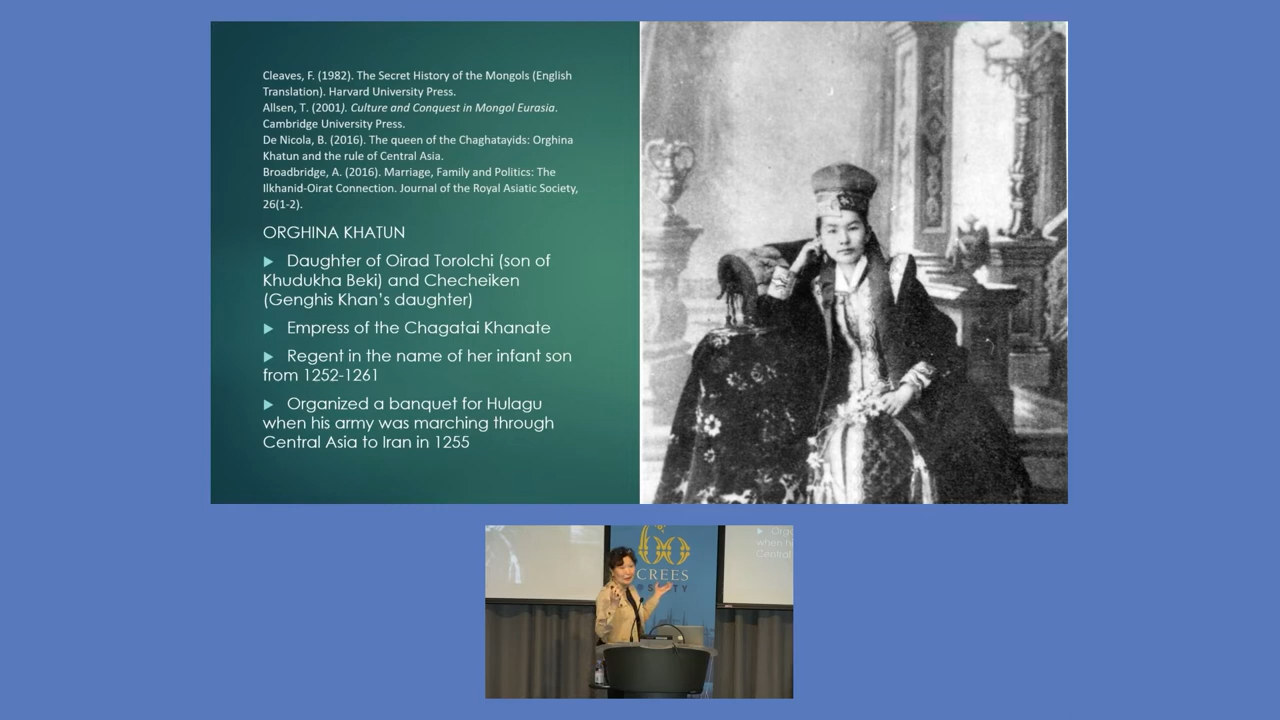 Cleaves, F. (1982). The Secret History of the Mongols (English
Translation). Harvard University Press.
Allsen, T. (2001). Culture and Conquest in Mongol Eurasia.
Cambridge University Press.
De Nicola, B. (2016). The queen of the Chaghatayids: Orghina
Khatun and the rule of Central Asia.
Broadbridge, A. (2016). Marriage, Family and Politics: The
Ilkhanid-Oirat Connection. Journal of the Royal Asiatic Society,
26(1-2).
ORGHINA KHATUN
▶ Daughter of Oirad Torolchi (son of
Khudukha Beki) and Checheiken
(Genghis Khan's daughter)
▶ Empress of the Chagatai Khanate
▶ Regent in the name of her infant son
from 1252-1261
▶ Organized a banquet for Hulagu
when his army was marching through
Central Asia to Iran in 1255
CREES
Central